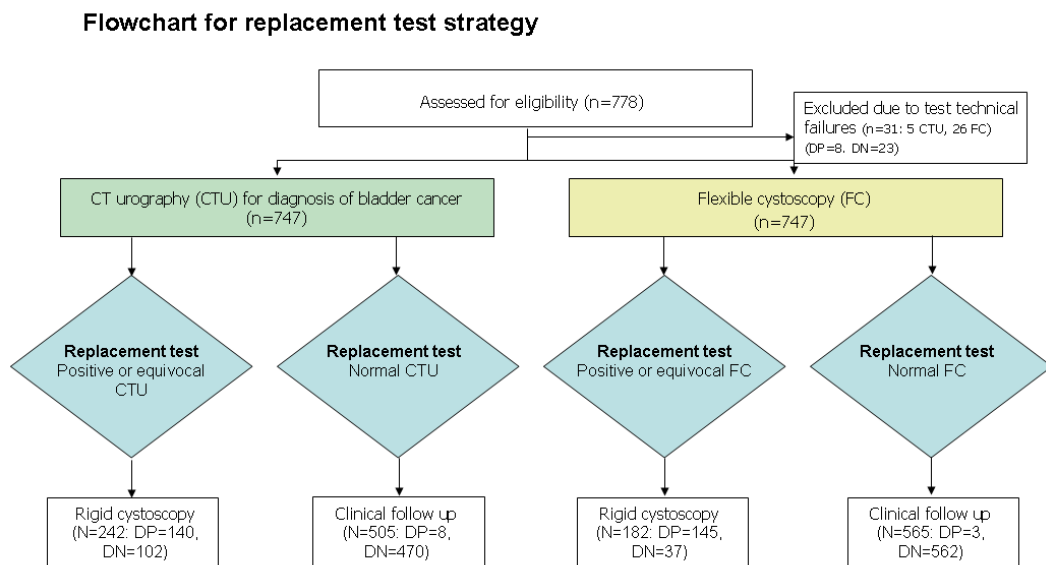 Flowchart for replacement test strategy
Assessed for eligibility (n=778)
Excluded due to test technical
failures (n=31: 5 CTU, 26 FC)
(DP=8. DN=23)
CT urography (CTU) for diagnosis of bladder cancer
(n=747)
Flexible cystoscopy (FC)
(n=747)
Replacement test
Positive or equivocal
CTU
Replacement test
Normal CTU
Replacement test
Positive or equivocal FC
Replacement test
Normal FC
Rigid cystoscopy
(N=242: DP=140,
DN=102)
Clinical follow up
(N=505: DP=8,
DN=470)
Rigid cystoscopy
(N=182: DP=145,
DN=37)
Clinical follow up
(N=565: DP=3,
DN=562)